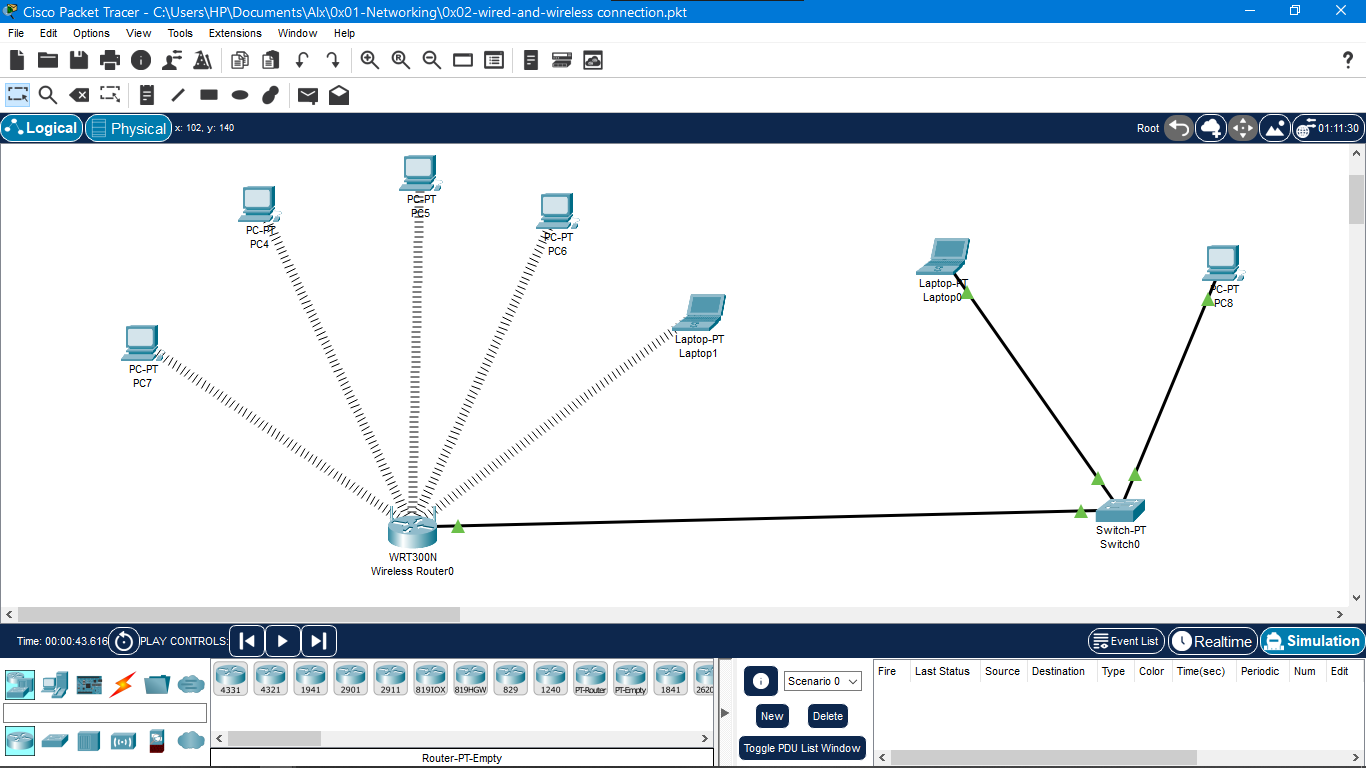 Cisco Packet Tracer - C:\Users\HP\Documents\Alx\0x01-Networking\0x02-wired-and-wireless connection.pkt
File Edit Options View Tools Extensions Window Help
?
Logical Physical x: 102, y: 140 Root 01:11:30
PC-PT
PC5
PC-PT
PC4
PC-PT
PC6
Laptop-PT
Laptop0
PC-PT
PC8
Laptop-PT
Laptop1
PC-PT
PC7
Switch-PT
Switch0
WRT300N
Wireless Router0
Time: 00:00:43.616 PLAY CONTROLS: Event List Realtime Simulation
4331 4321 1941 2901 2911 819IOX 819HGW 829 1240 PT-Router PT-Empty 1841 2620
Router-PT-Empty
Scenario 0
New Delete
Toggle PDU List Window
Fire Last Status Source Destination Type Color Time(sec) Periodic Num Edit